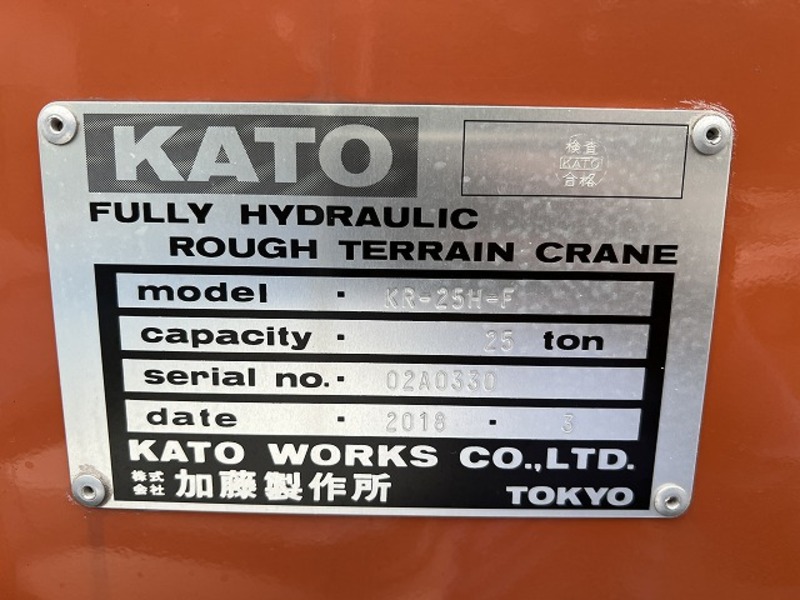 KATO
検査
KATO
合格
FULLY HYDRAULIC
ROUGH TERRAIN CRANE
model · KR-25H-F
capacity · 25 ton
serial no. · 02A0330
date · 2018 · 3
KATO WORKS CO.,LTD.
株式会社 加藤製作所 TOKYO